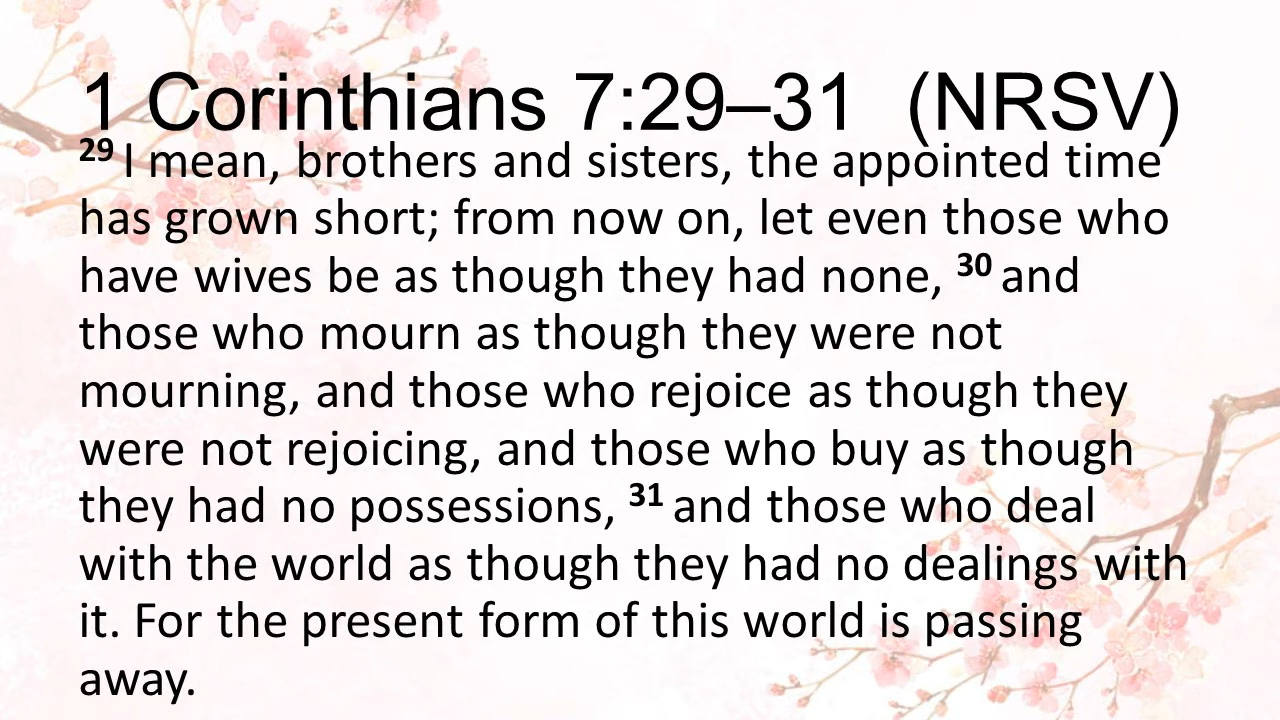 1 Corinthians 7:29–31  (NRSV)
29 I mean, brothers and sisters, the appointed time
has grown short; from now on, let even those who
have wives be as though they had none, 30 and
those who mourn as though they were not
mourning, and those who rejoice as though they
were not rejoicing, and those who buy as though
they had no possessions, 31 and those who deal
with the world as though they had no dealings with
it. For the present form of this world is passing
away.